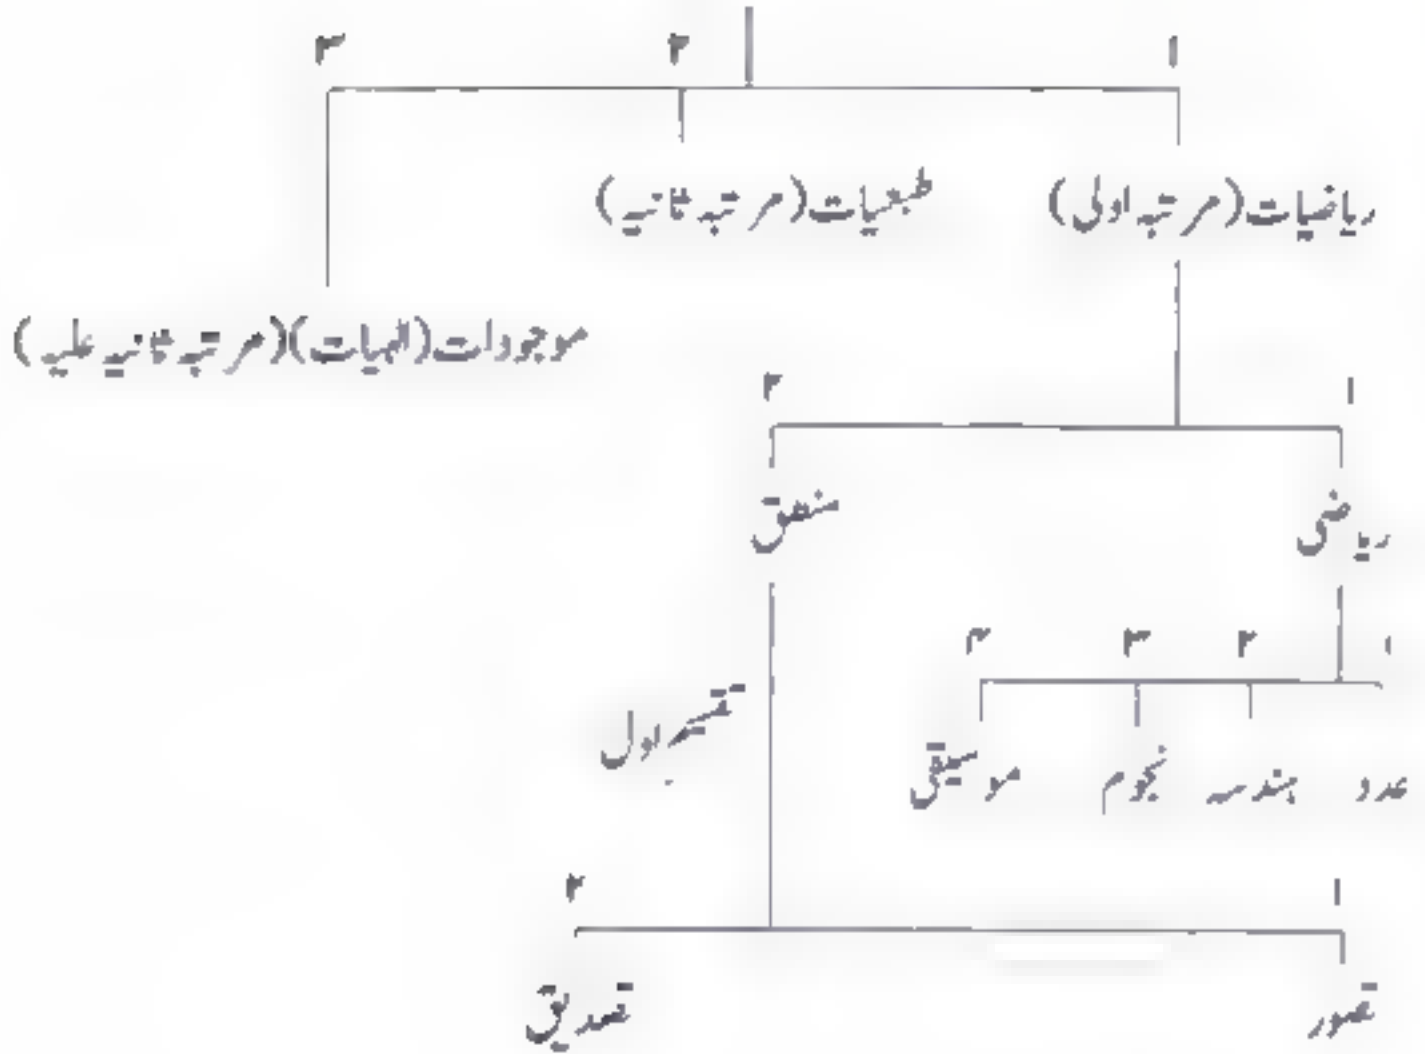 ۱ ۲ ۳
ریاضیات (مرتبہ اولی) طبعیات (مرتبہ ثانیہ)
موجودات (الہیات) (مرتبہ ثانیہ علیہ)
۱ ۲
ریاضی منطق
۱ ۲ ۳ ۴
تقسیم اول
عدد ہندسہ نجوم موسیقی
۱ ۲
تصور تصدیق